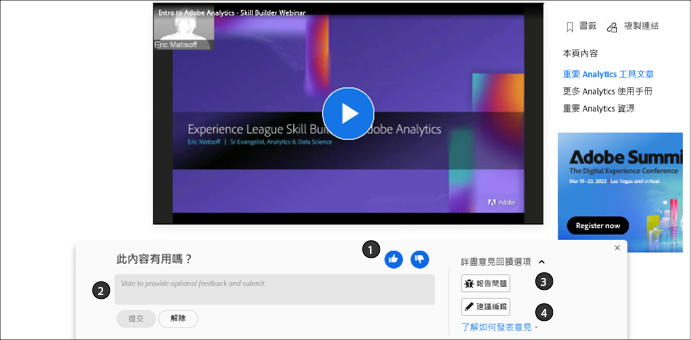 Intro to Adobe Analytics - Skill Builder Webinar
Eric Matisoff
Experience League Skill Buil
dobe Analytics
Eric Matisoff | Sr Evangelist, Analytics & Data Science
Adobe
書籤 複製連結
本頁內容
重要 Analytics 工具文章
更多 Analytics 使用手冊
重要 Analytics 資源
Adobe Summi
The Digital Experience Conference
Mar 19–23, 2023 Las Vegas and virtual
Register now
此內容有用嗎？
1
2
Vote to provide optional feedback and submit
提交 解除
詳盡意見回饋選項
報告問題
3
建議編輯
4
了解如何發表意見。